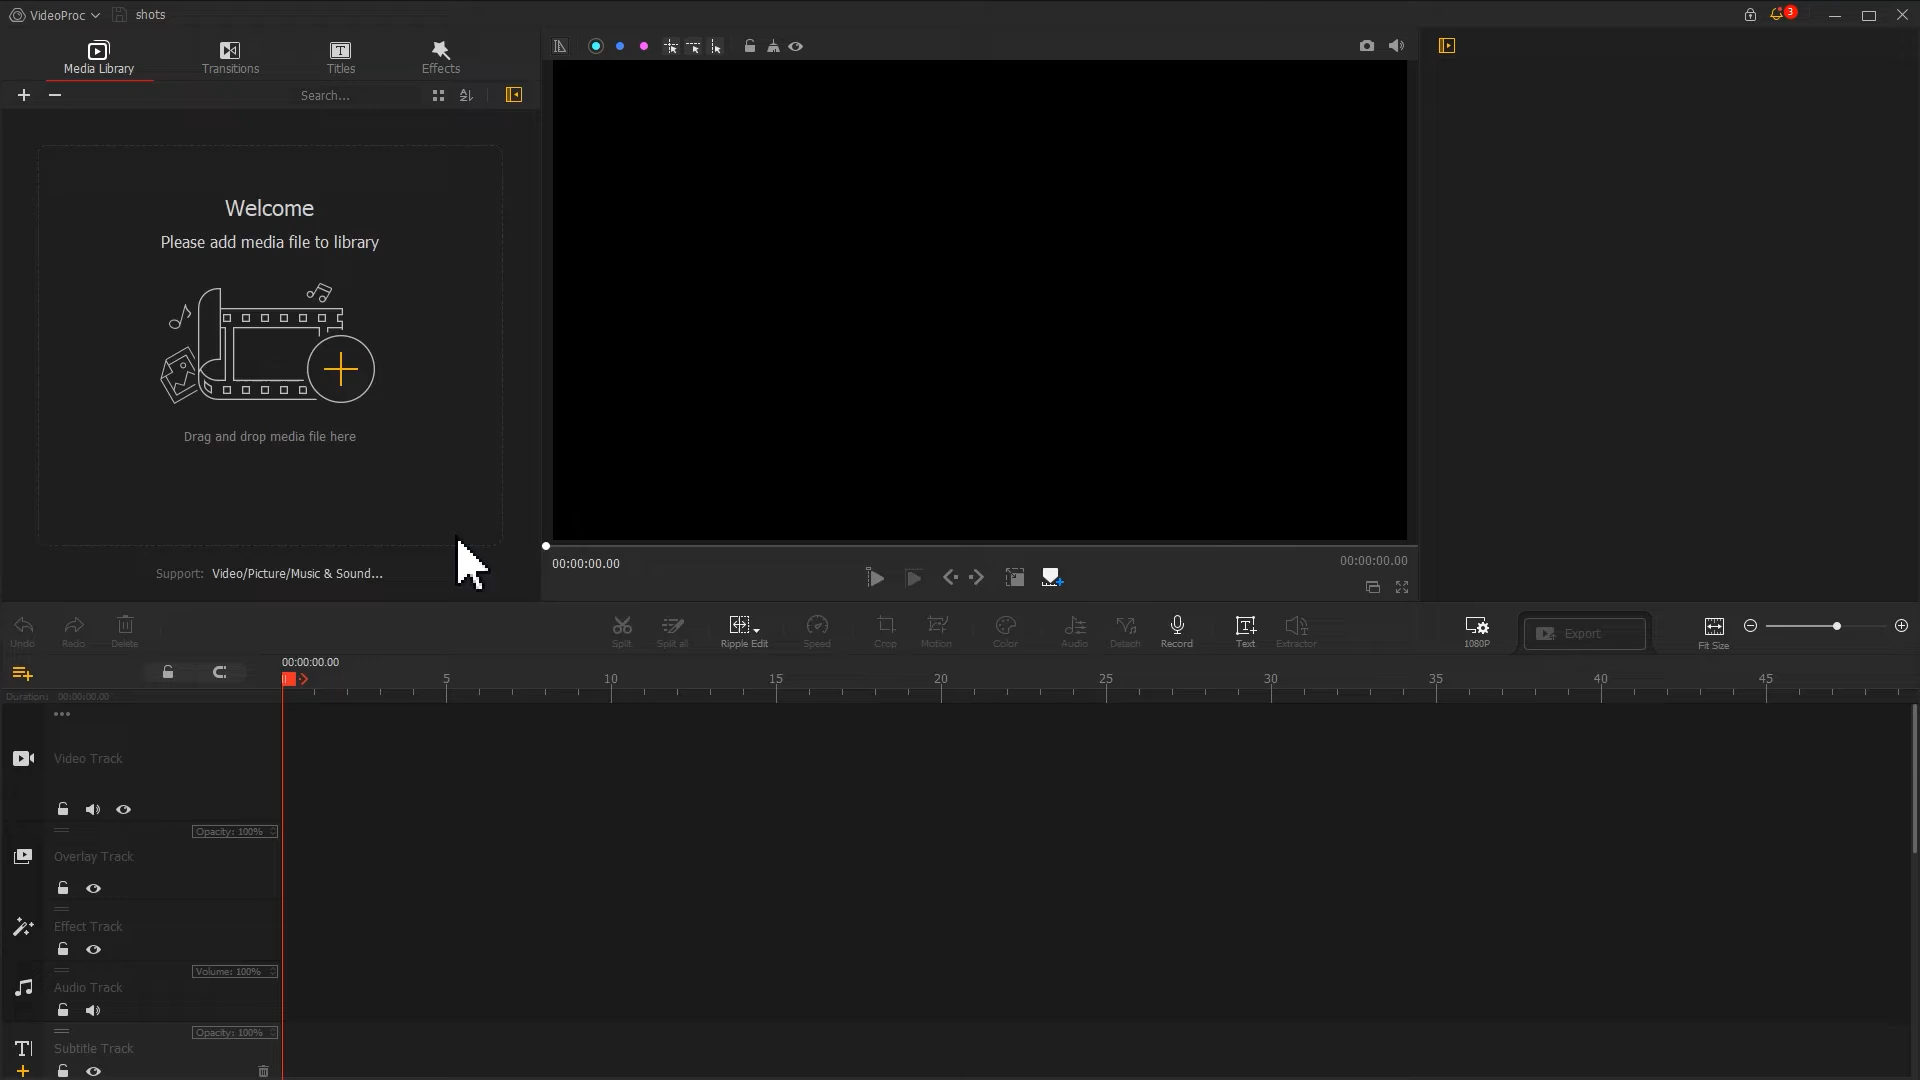 VideoProc shots 3
Media Library Transitions Titles Effects
Search...
Welcome
Please add media file to library
Drag and drop media file here
Support: Video/Picture/Music & Sound...
00:00:00.00 00:00:00.00
Undo Redo Delete Split Split all Ripple Edit Speed Crop Motion Color Audio Detach Record Text Extractor 1080P Export Fit Size
00:00:00.00
5 10 15 20 25 30 35 40 45
Duration: 00:00:00.00
Video Track
Opacity: 100%
Overlay Track
Effect Track
Volume: 100%
Audio Track
Opacity: 100%
Subtitle Track